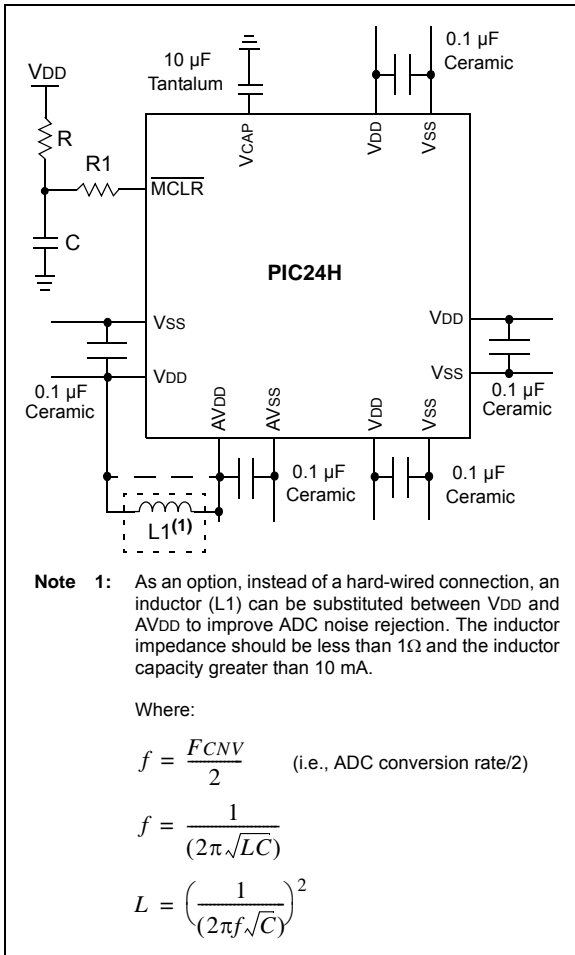 VDD
10 µF
Tantalum
0.1 µF
Ceramic
R
R1
C
VCAP
VDD
VSS
MCLR
PIC24H
VSS
VDD
VDD
VSS
0.1 µF
Ceramic
0.1 µF
Ceramic
AVDD
AVSS
VDD
VSS
0.1 µF
Ceramic
0.1 µF
Ceramic
L1(1)
Note 1: As an option, instead of a hard-wired connection, an
inductor (L1) can be substituted between VDD and
AVDD to improve ADC noise rejection. The inductor
impedance should be less than 1Ω and the inductor
capacity greater than 10 mA.
Where:
f = FCNV / 2 (i.e., ADC conversion rate/2)
f = 1 / (2π√LC)
L = (1 / (2πf√C))²